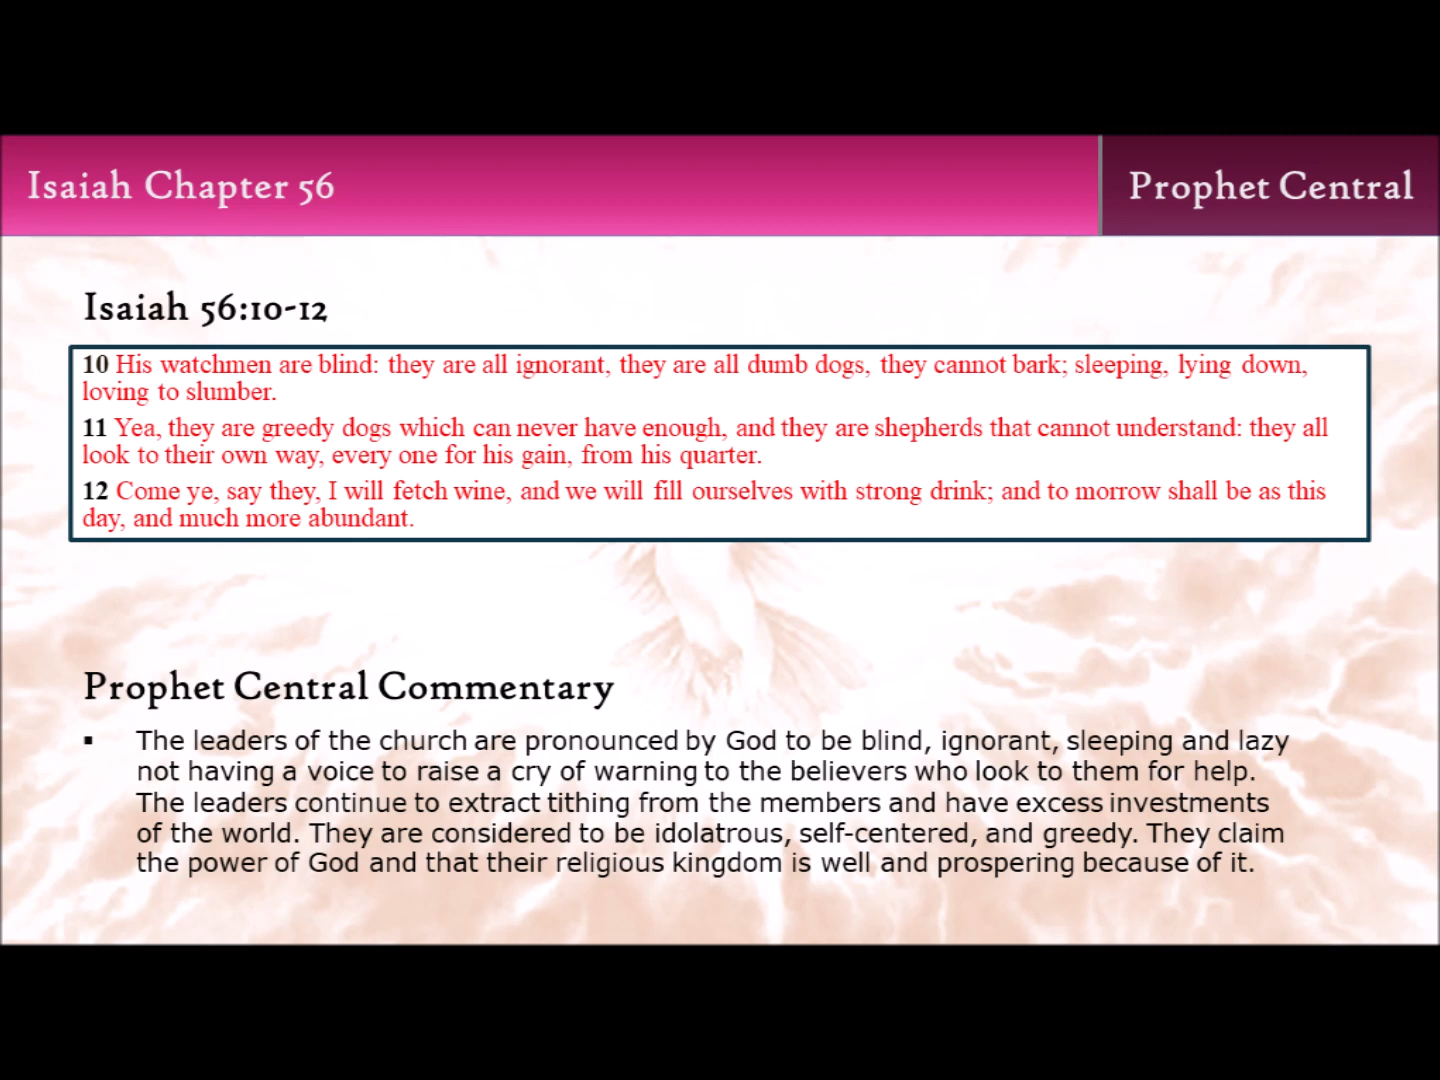 Isaiah Chapter 56
Prophet Central
Isaiah 56:10-12
10 His watchmen are blind: they are all ignorant, they are all dumb dogs, they cannot bark; sleeping, lying down,
loving to slumber.
11 Yea, they are greedy dogs which can never have enough, and they are shepherds that cannot understand: they all
look to their own way, every one for his gain, from his quarter.
12 Come ye, say they, I will fetch wine, and we will fill ourselves with strong drink; and to morrow shall be as this
day, and much more abundant.
Prophet Central Commentary
▪ The leaders of the church are pronounced by God to be blind, ignorant, sleeping and lazy
not having a voice to raise a cry of warning to the believers who look to them for help.
The leaders continue to extract tithing from the members and have excess investments
of the world. They are considered to be idolatrous, self-centered, and greedy. They claim
the power of God and that their religious kingdom is well and prospering because of it.